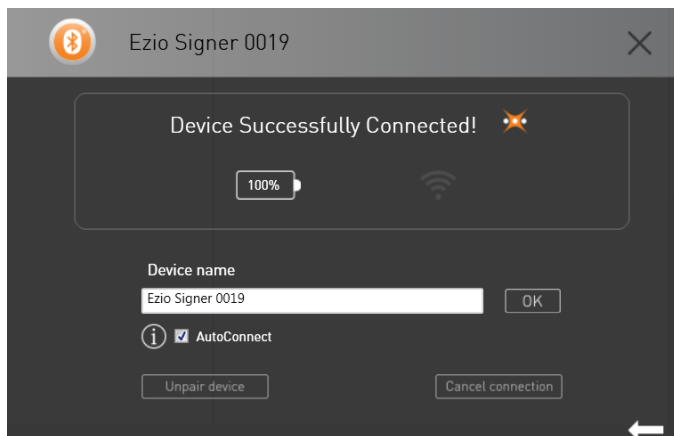 Ezio Signer 0019
Device Successfully Connected!
100%
Device name
Ezio Signer 0019
OK
i AutoConnect
Unpair device Cancel connection